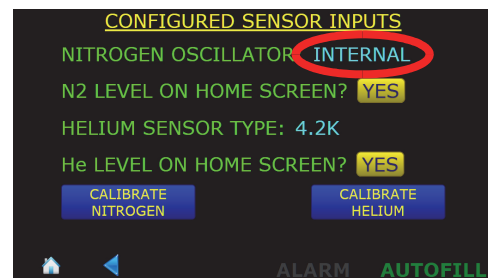 CONFIGURED SENSOR INPUTS
NITROGEN OSCILLATOR: INTERNAL
N2 LEVEL ON HOME SCREEN? YES
HELIUM SENSOR TYPE: 4.2K
He LEVEL ON HOME SCREEN? YES
CALIBRATE
NITROGEN
CALIBRATE
HELIUM
ALARM AUTOFILL